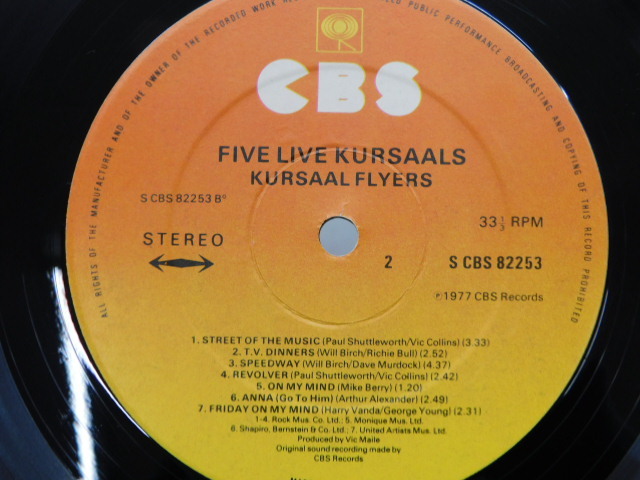 ALL RIGHTS OF THE MANUFACTURER AND OF THE OWNER OF THE RECORDED WORK PUBLIC PERFORMANCE BROADCASTING AND COPYING OF THIS RECORD PROHIBITED
CBS
FIVE LIVE KURSAALS
KURSAAL FLYERS
S CBS 82253 B⁰
33⅓ RPM
STEREO
2
S CBS 82253
℗1977 CBS Records
1. STREET OF THE MUSIC (Paul Shuttleworth/Vic Collins) (3.33)
2. T.V. DINNERS (Will Birch/Richie Bull) (2.52)
3. SPEEDWAY (Will Birch/Dave Murdock) (4.37)
4. REVOLVER (Paul Shuttleworth/Vic Collins) (2.42)
5. ON MY MIND (Mike Berry) (1.20)
6. ANNA (Go To Him) (Arthur Alexander) (2.49)
7. FRIDAY ON MY MIND (Harry Vanda/George Young) (2.31)
1-4. Rock Mus. Co. Ltd.; 5. Monique Mus. Ltd.
6. Shapiro, Bernstein & Co. Ltd.; 7. United Artists Mus. Ltd.
Produced by Vic Maile
Original sound recording made by
CBS Records